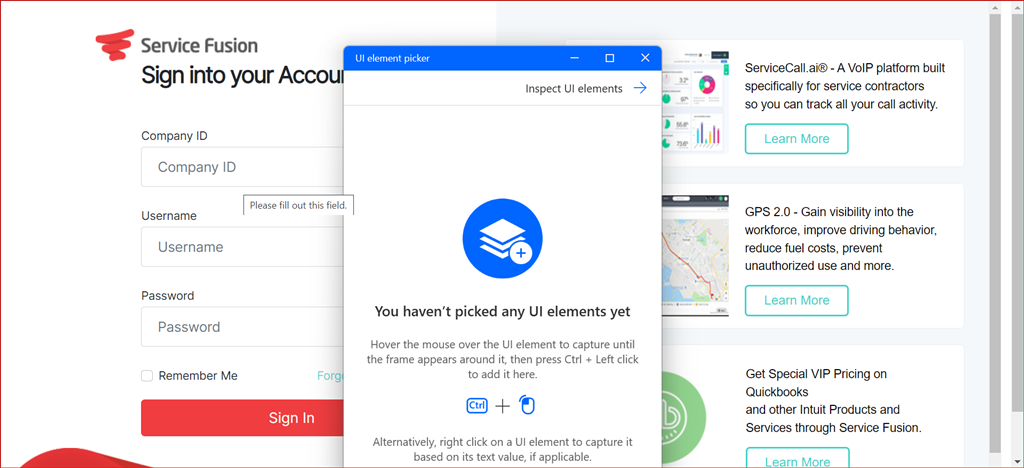 Service Fusion
Sign into your Accou
Company ID
Company ID
Please fill out this field.
Username
Username
Password
Password
Remember Me
Forg
Sign In
UI element picker
Inspect UI elements
You haven’t picked any UI elements yet
Hover the mouse over the UI element to capture until
the frame appears around it, then press Ctrl + Left click
to add it here.
Ctrl
Alternatively, right click on a UI element to capture it
based on its text value, if applicable.
ServiceCall.ai® - A VoIP platform built
specifically for service contractors
so you can track all your call activity.
Learn More
GPS 2.0 - Gain visibility into the
workforce, improve driving behavior,
reduce fuel costs, prevent
unauthorized use and more.
Learn More
Get Special VIP Pricing on
Quickbooks
and other Intuit Products and
Services through Service Fusion.
Learn More